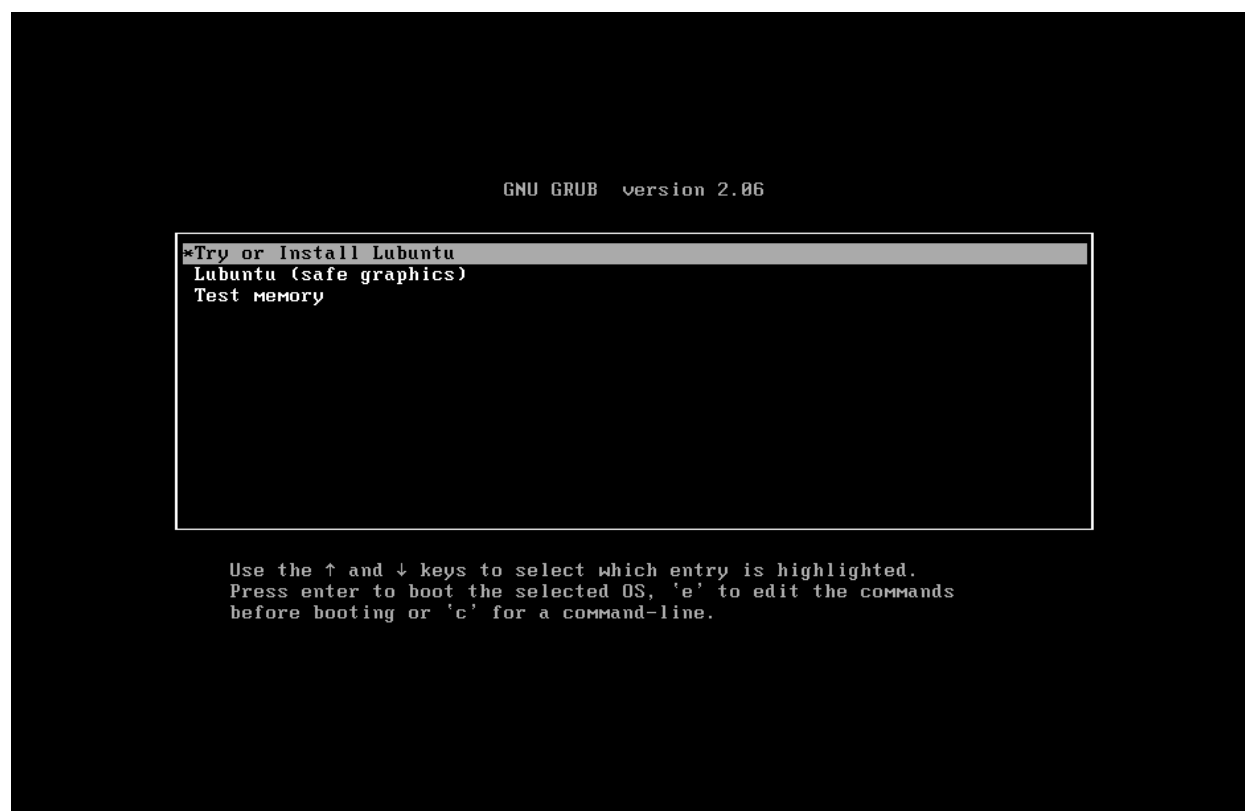 GNU GRUB  version 2.06
*Try or Install Lubuntu
Lubuntu (safe graphics)
Test memory
Use the ↑ and ↓ keys to select which entry is highlighted.
Press enter to boot the selected OS, `e' to edit the commands
before booting or `c' for a command-line.